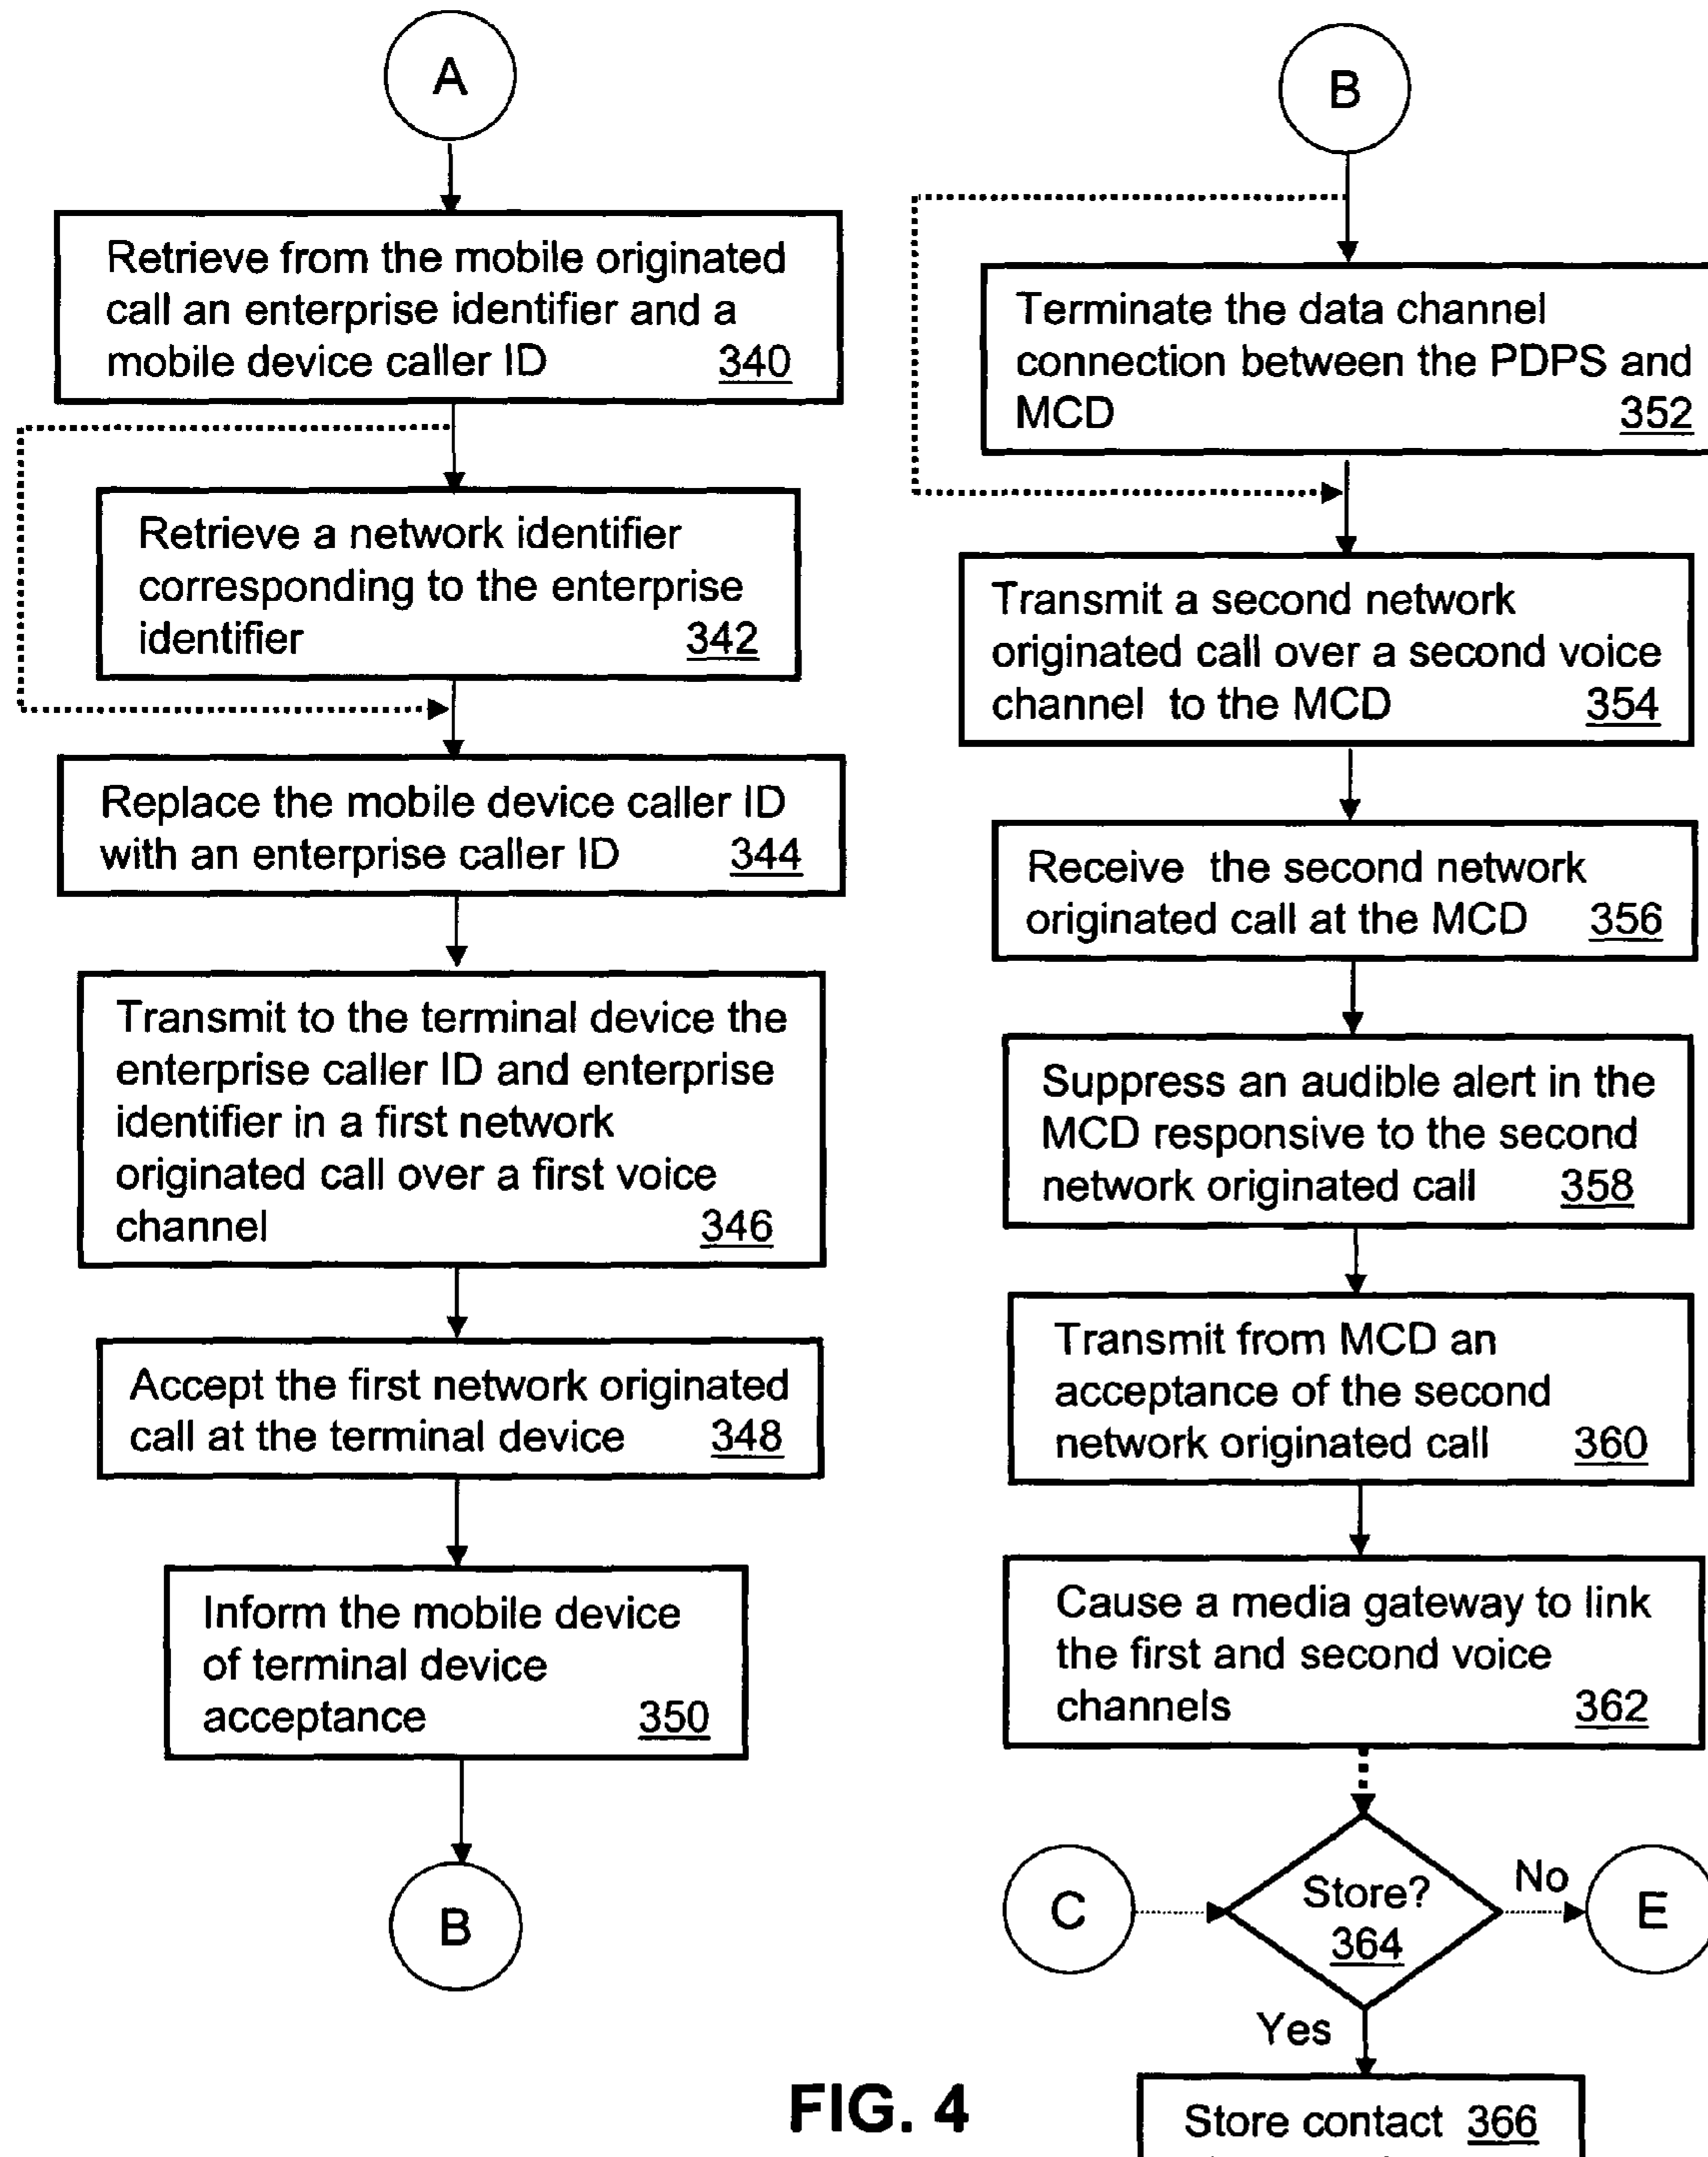 A
Retrieve from the mobile originated
call an enterprise identifier and a
mobile device caller ID 340
Retrieve a network identifier
corresponding to the enterprise
identifier 342
Replace the mobile device caller ID
with an enterprise caller ID 344
Transmit to the terminal device the
enterprise caller ID and enterprise
identifier in a first network
originated call over a first voice
channel 346
Accept the first network originated
call at the terminal device 348
Inform the mobile device
of terminal device
acceptance 350
B
B
Terminate the data channel
connection between the PDPS and
MCD 352
Transmit a second network
originated call over a second voice
channel to the MCD 354
Receive the second network
originated call at the MCD 356
Suppress an audible alert in the
MCD responsive to the second
network originated call 358
Transmit from MCD an
acceptance of the second
network originated call 360
Cause a media gateway to link
the first and second voice
channels 362
C
Store?
364
No
E
Yes
Store contact 366
FIG. 4